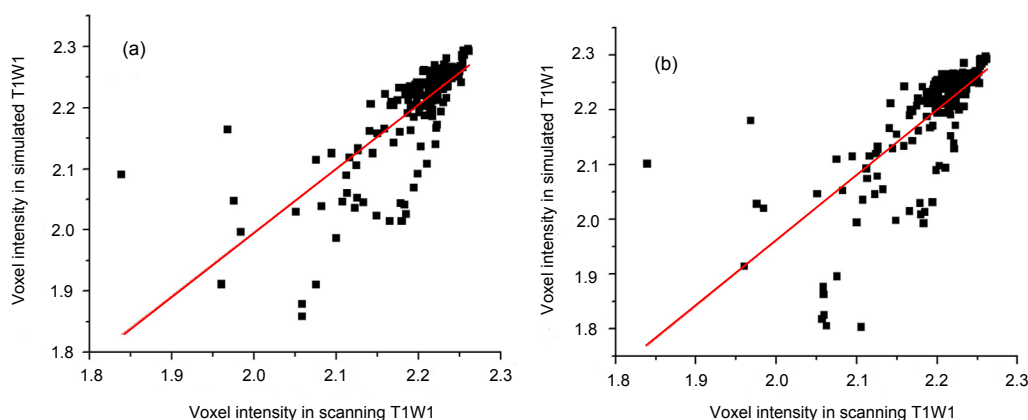 (a)
Voxel intensity in simulated T1W1
2.3
2.2
2.1
2.0
1.9
1.8
1.8 1.9 2.0 2.1 2.2 2.3
Voxel intensity in scanning T1W1
(b)
Voxel intensity in simulated T1W1
2.3
2.2
2.1
2.0
1.9
1.8
1.8 1.9 2.0 2.1 2.2 2.3
Voxel intensity in scanning T1W1